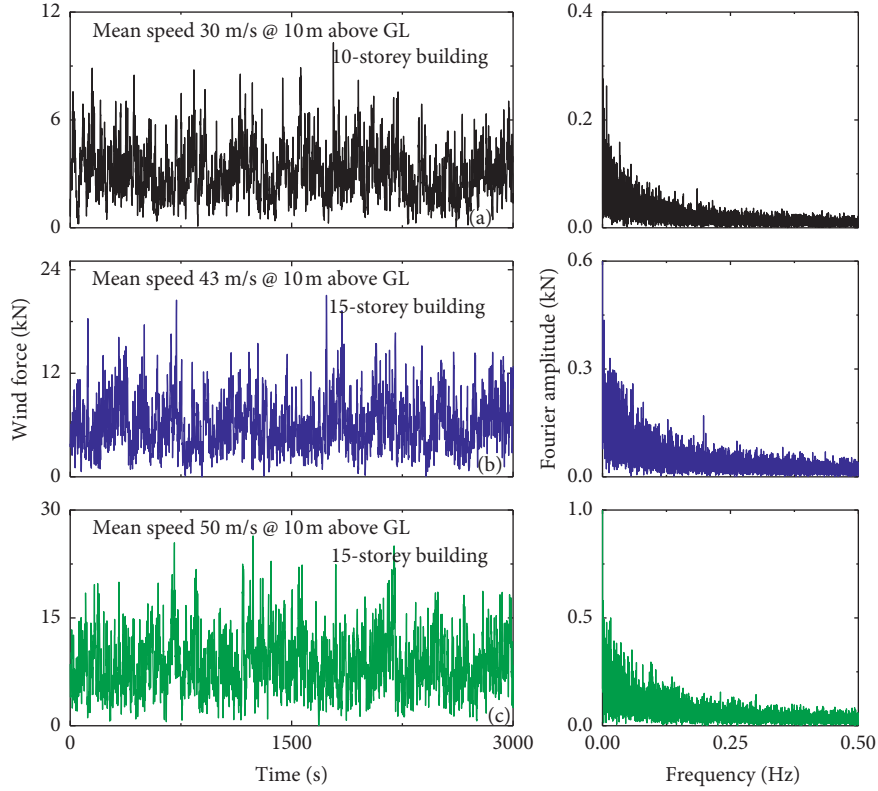 12
Mean speed 30 m/s @ 10 m above GL
10-storey building
6
0
(a)
0.4
0.2
0.0
24
Mean speed 43 m/s @ 10 m above GL
15-storey building
12
0
(b)
0.6
0.3
0.0
Wind force (kN)
Fourier amplitude (kN)
30
Mean speed 50 m/s @ 10 m above GL
15-storey building
15
0
(c)
1.0
0.5
0.0
0
1500
3000
Time (s)
0.00
0.25
0.50
Frequency (Hz)